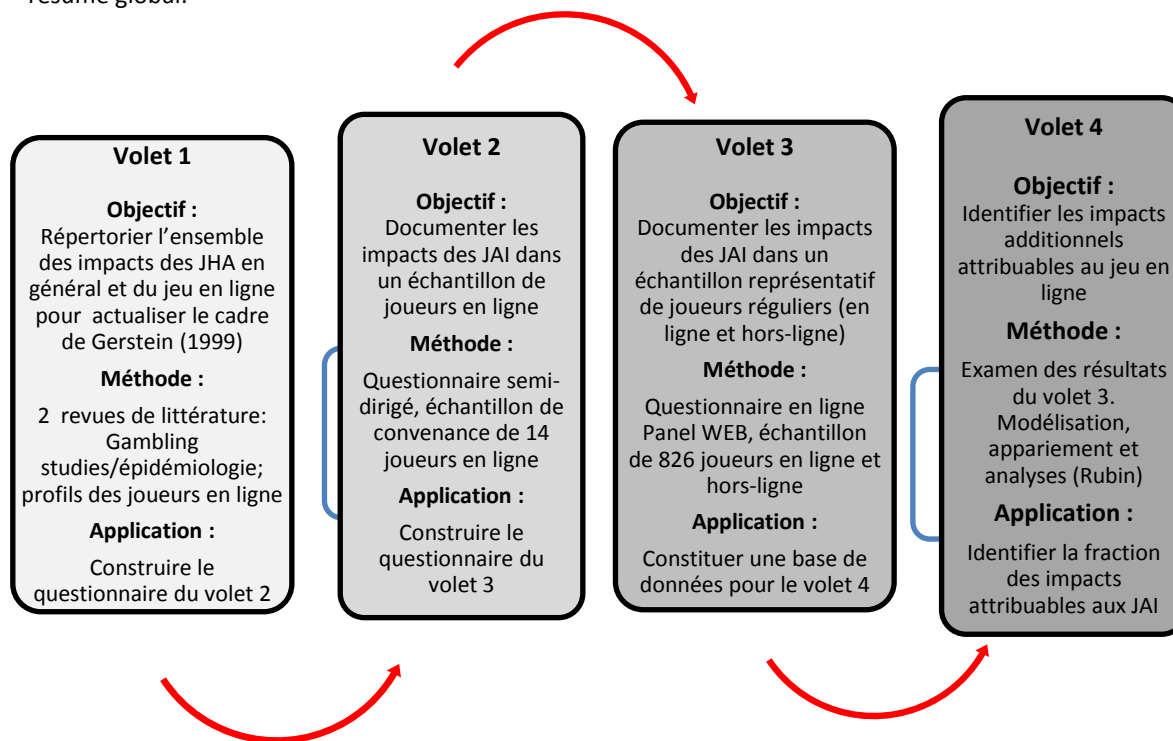 résumé global.
Volet 1
Objectif :
Répertorier l’ensemble
des impacts des JHA en
général et du jeu en ligne
pour actualiser le cadre
de Gerstein (1999)
Méthode :
2 revues de littérature:
Gambling
studies/épidémiologie;
profils des joueurs en ligne
Application :
Construire le
questionnaire du volet 2
Volet 2
Objectif :
Documenter les
impacts des JAI dans
un échantillon de
joueurs en ligne
Méthode :
Questionnaire semi-
dirigé, échantillon de
convenance de 14
joueurs en ligne
Application :
Construire le
questionnaire du
volet 3
Volet 3
Objectif :
Documenter les impacts
des JAI dans un
échantillon représentatif
de joueurs réguliers (en
ligne et hors-ligne)
Méthode :
Questionnaire en ligne
Panel WEB, échantillon
de 826 joueurs en ligne et
hors-ligne
Application :
Constituer une base de
données pour le volet 4
Volet 4
Objectif :
Identifier les impacts
additionnels
attribuables au jeu en
ligne
Méthode :
Examen des résultats
du volet 3.
Modélisation,
appariement et
analyses (Rubin)
Application :
Identifier la fraction
des impacts
attribuables aux JAI